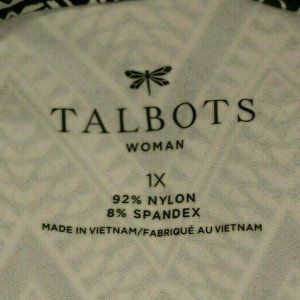 TALBOTS
WOMAN
1X
92% NYLON
8% SPANDEX
MADE IN VIETNAM/FABRIQUÉ AU VIETNAM